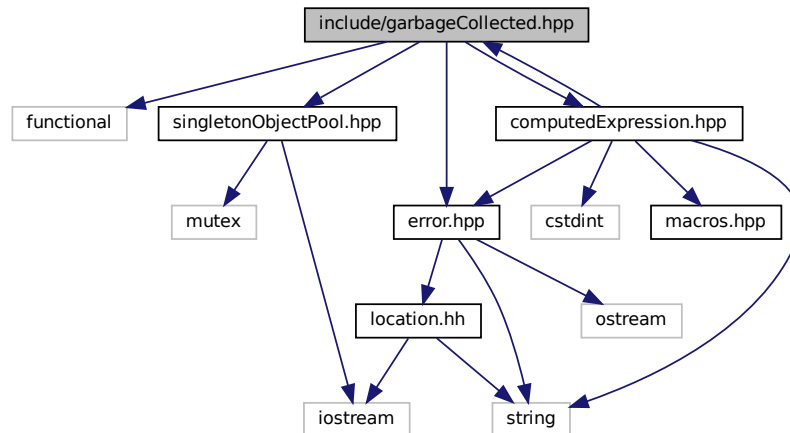 include/garbageCollected.hpp
functional
singletonObjectPool.hpp
computedExpression.hpp
mutex
error.hpp
cstdint
macros.hpp
location.hh
ostream
iostream
string